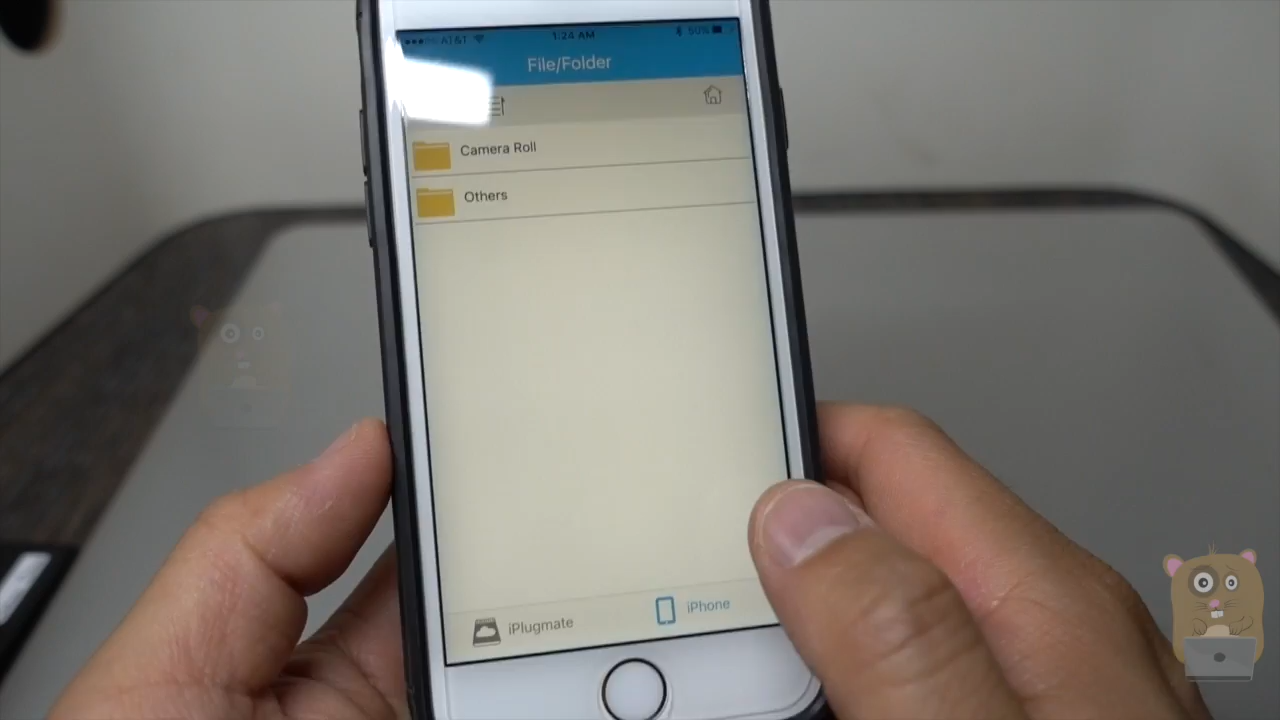 AT&T 1:24 AM 50%
File/Folder
Camera Roll
Others
iPlugmate iPhone